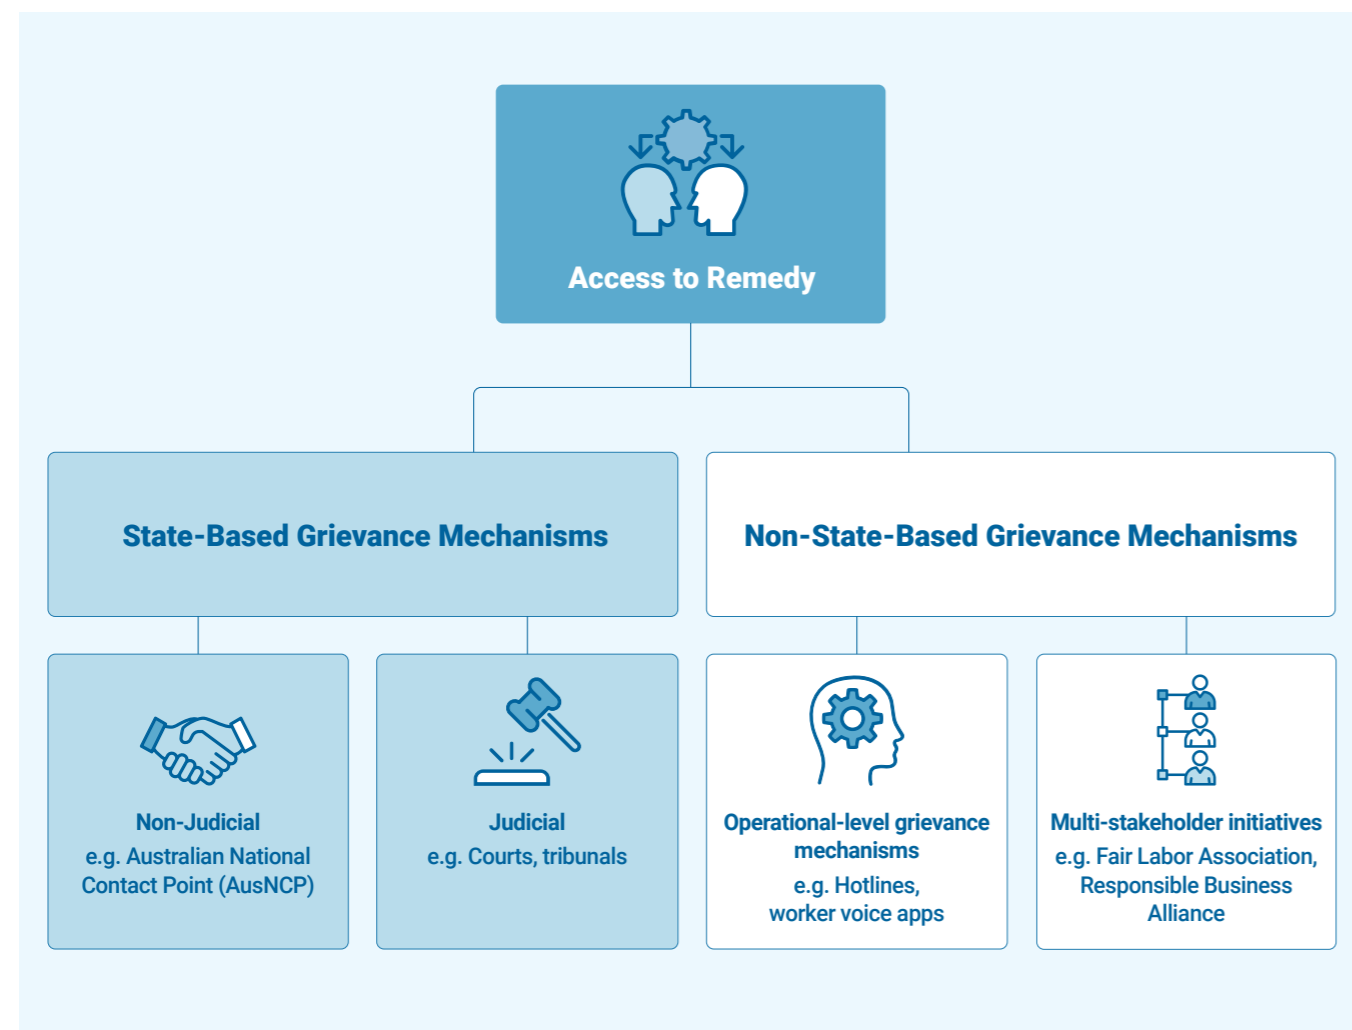 Access to Remedy
State-Based Grievance Mechanisms
Non-State-Based Grievance Mechanisms
Non-Judicial
e.g. Australian National
Contact Point (AusNCP)
Judicial
e.g. Courts, tribunals
Operational-level grievance
mechanisms
e.g. Hotlines,
worker voice apps
Multi-stakeholder initiatives
e.g. Fair Labor Association,
Responsible Business
Alliance